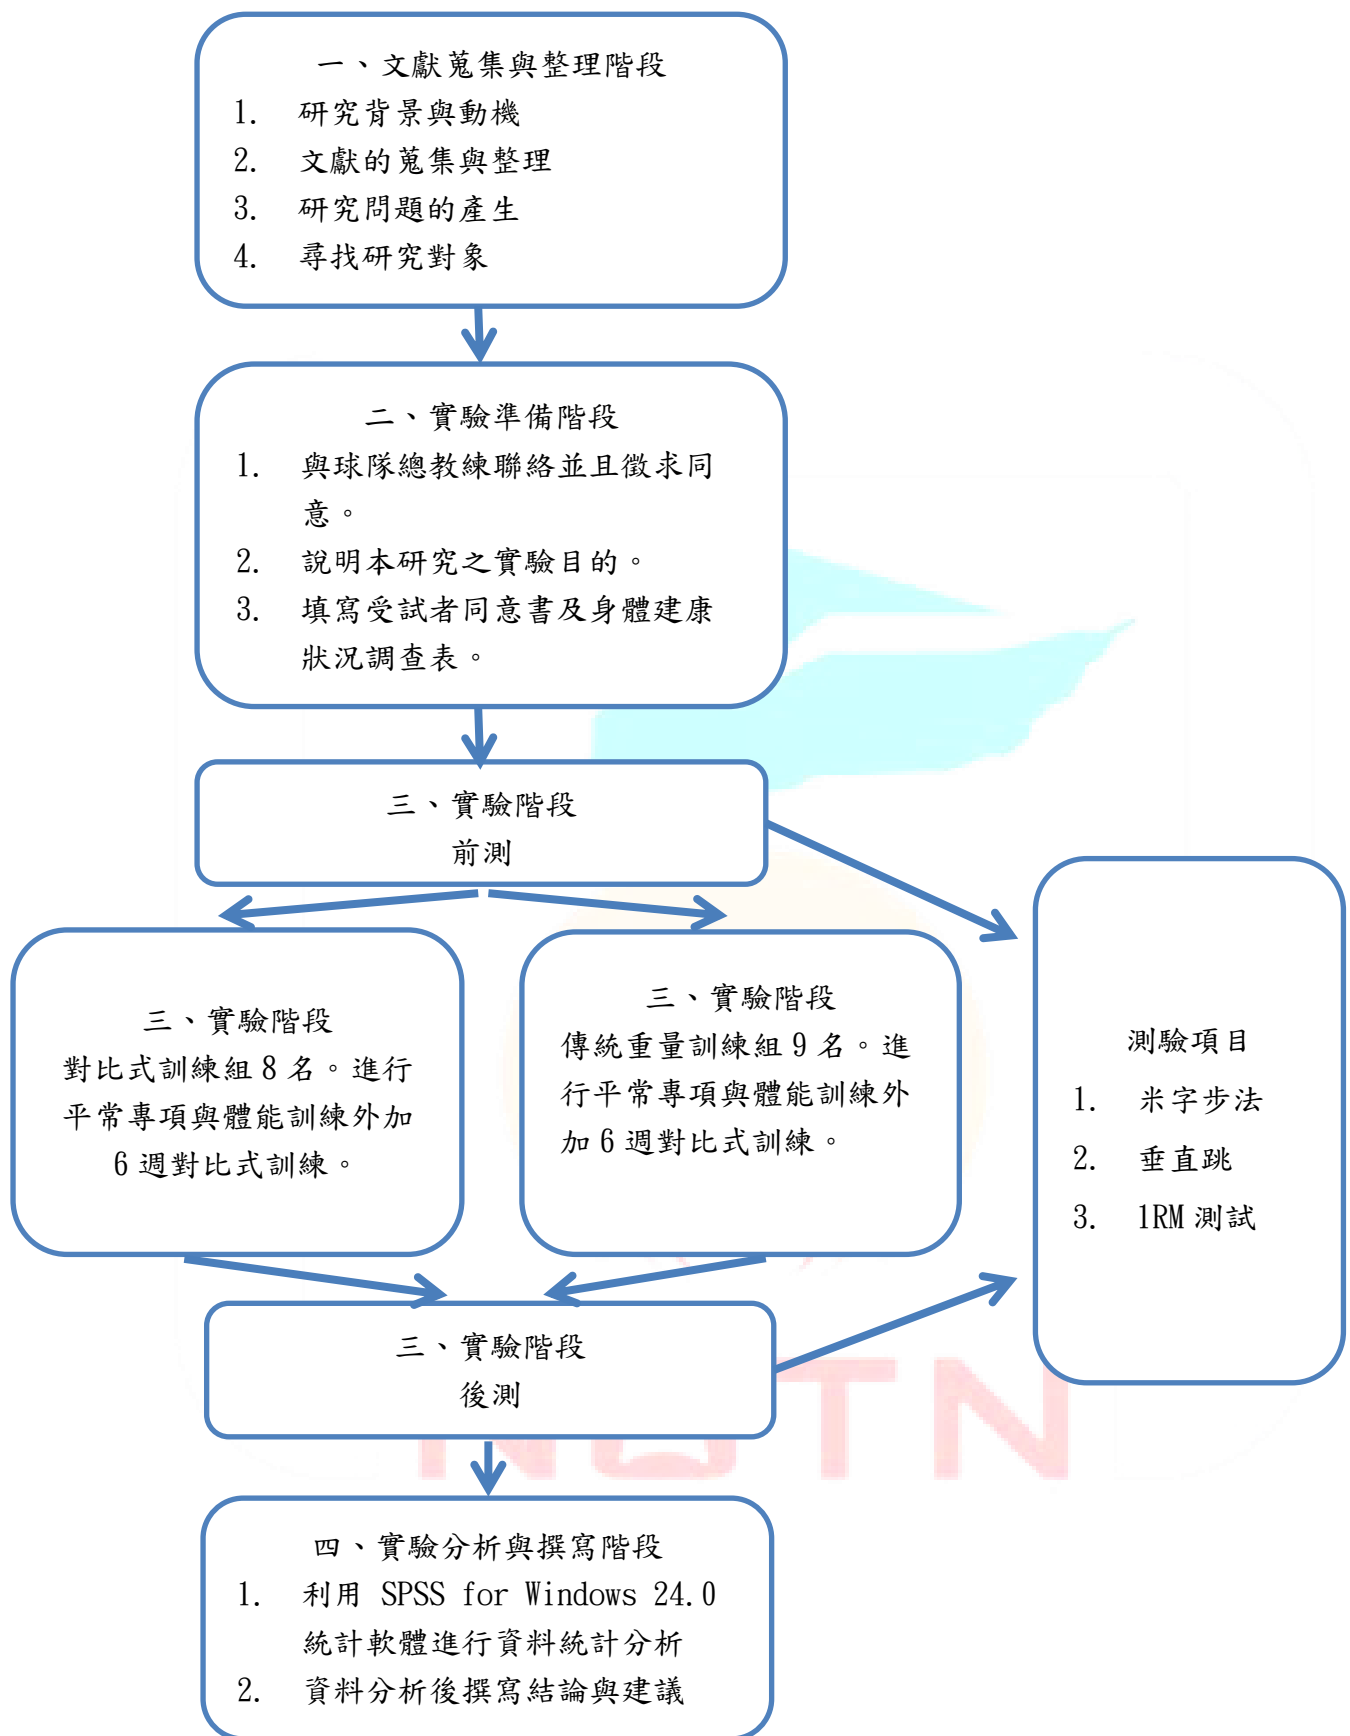 一、文獻蒐集與整理階段
1. 研究背景與動機
2. 文獻的蒐集與整理
3. 研究問題的產生
4. 尋找研究對象
二、實驗準備階段
1. 與球隊總教練聯絡並且徵求同
意。
2. 說明本研究之實驗目的。
3. 填寫受試者同意書及身體建康
狀況調查表。
三、實驗階段
前測
三、實驗階段
對比式訓練組 8 名。進行
平常專項與體能訓練外加
6 週對比式訓練。
三、實驗階段
傳統重量訓練組 9 名。進
行平常專項與體能訓練外
加 6 週對比式訓練。
測驗項目
1. 米字步法
2. 垂直跳
3. 1RM 測試
三、實驗階段
後測
NUTN
四、實驗分析與撰寫階段
1. 利用 SPSS for Windows 24.0
統計軟體進行資料統計分析
2. 資料分析後撰寫結論與建議